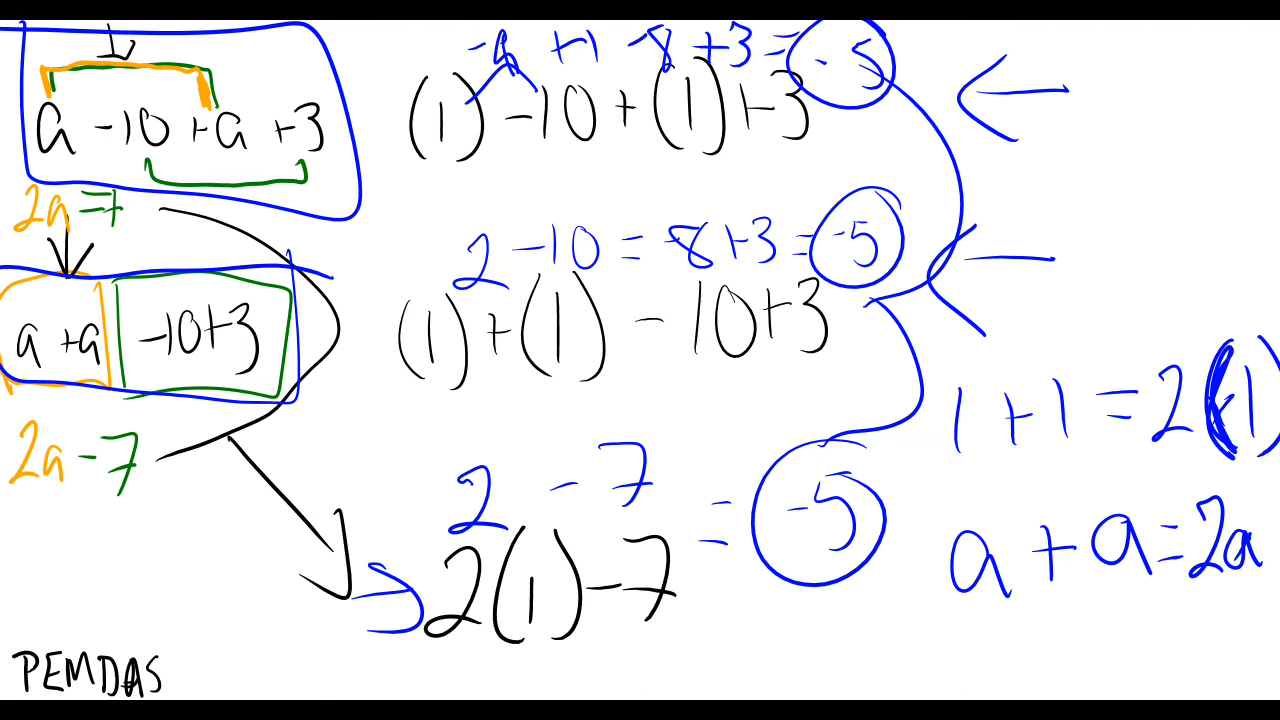 a -10 +a +3
2a -7
a +a -10+3
2a -7
PEMDAS
+1 -8 +3 = -5
(1) -10 + (1) +3
2 -10 = -8 +3 = -5
(1) + (1) - 10+3
2 - 7 = -5
2(1) -7
1 + 1 = 2(1)
a + a = 2a